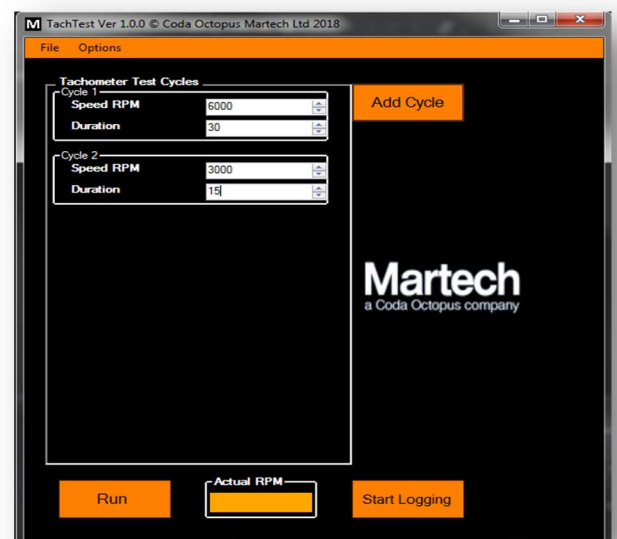 M TachTest Ver 1.0.0 © Coda Octopus Martech Ltd 2018
File Options
Tachometer Test Cycles
Cycle 1
Speed RPM 6000
Duration 30
Cycle 2
Speed RPM 3000
Duration 15
Add Cycle
Martech
a Coda Octopus company
Run
Actual RPM
Start Logging